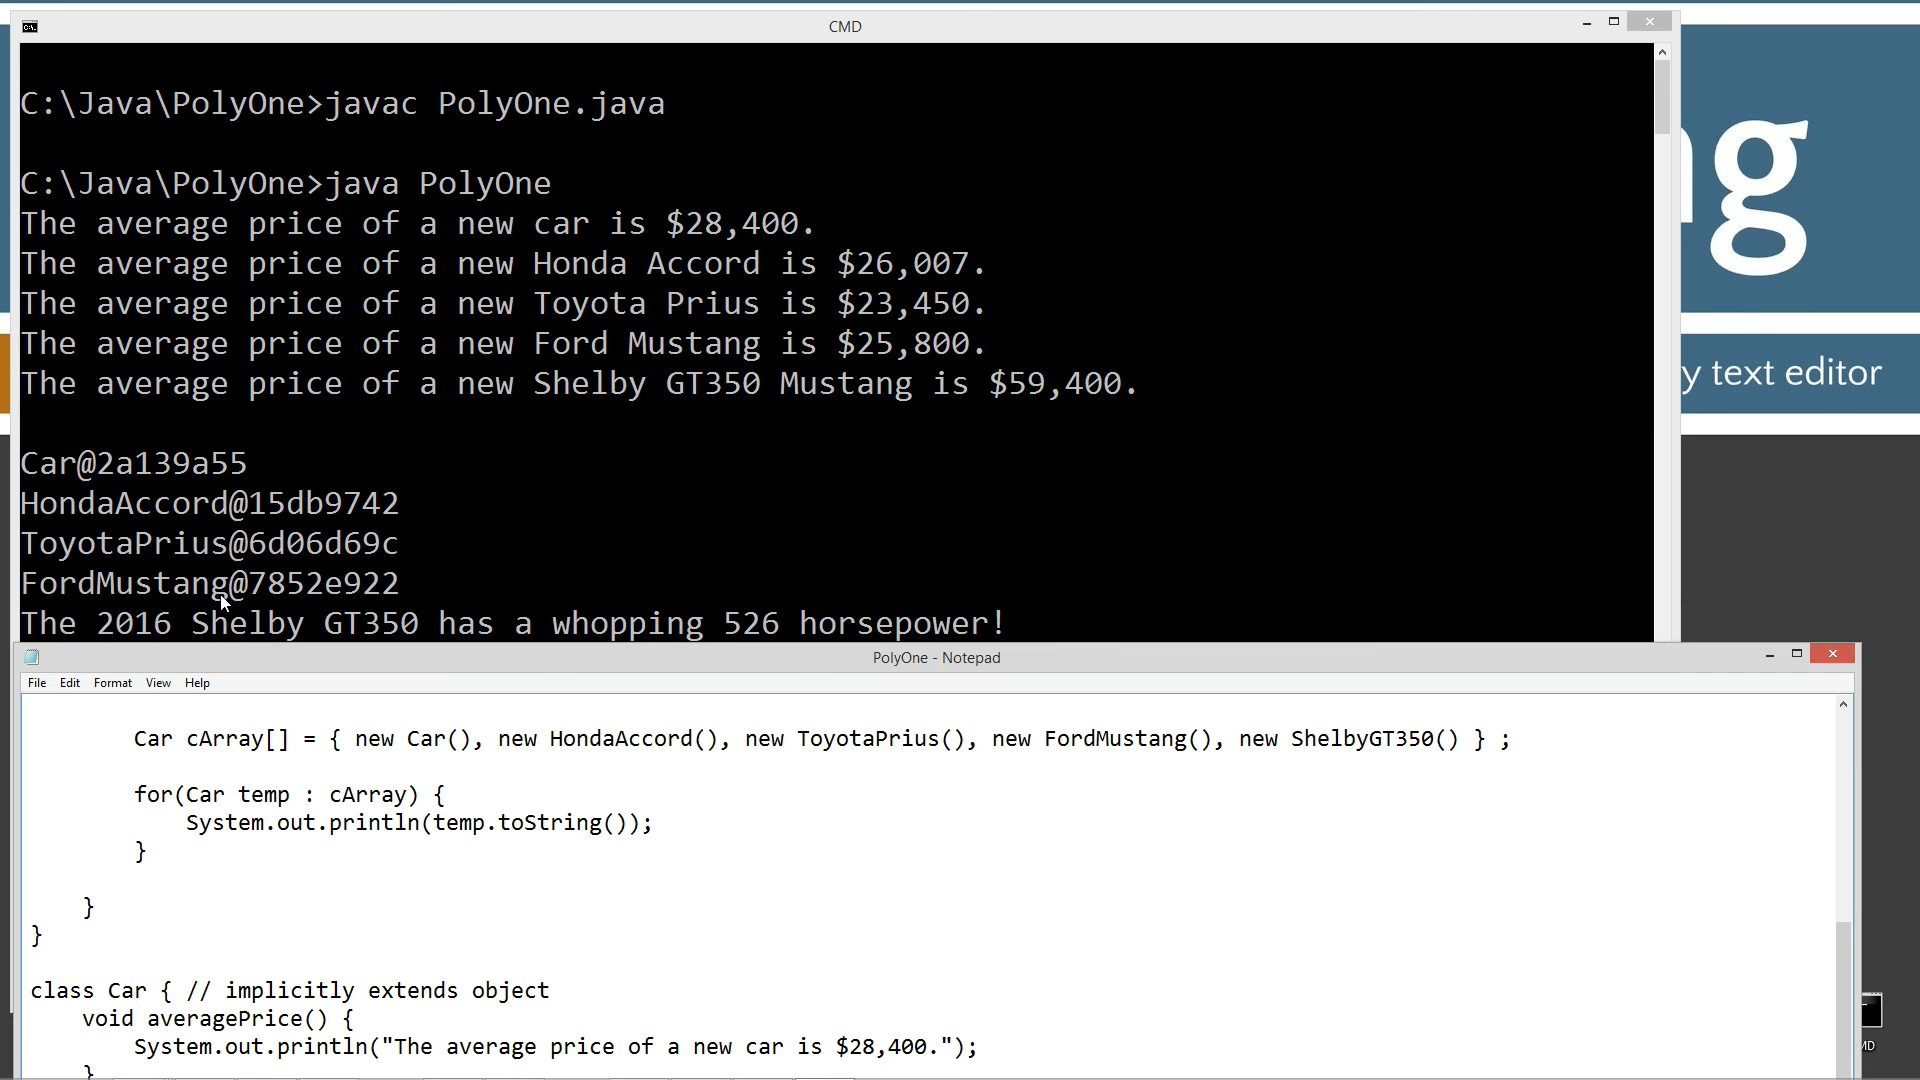 CMD
C:\Java\PolyOne>javac PolyOne.java
C:\Java\PolyOne>java PolyOne
The average price of a new car is $28,400.
The average price of a new Honda Accord is $26,007.
The average price of a new Toyota Prius is $23,450.
The average price of a new Ford Mustang is $25,800.
The average price of a new Shelby GT350 Mustang is $59,400.
Car@2a139a55
HondaAccord@15db9742
ToyotaPrius@6d06d69c
FordMustang@7852e922
The 2016 Shelby GT350 has a whopping 526 horsepower!
g
y text editor
PolyOne - Notepad
File Edit Format View Help
Car cArray[] = { new Car(), new HondaAccord(), new ToyotaPrius(), new FordMustang(), new ShelbyGT350() } ;
for(Car temp : cArray) {
System.out.println(temp.toString());
}
}
}
class Car { // implicitly extends object
void averagePrice() {
System.out.println("The average price of a new car is $28,400.");
}
MD